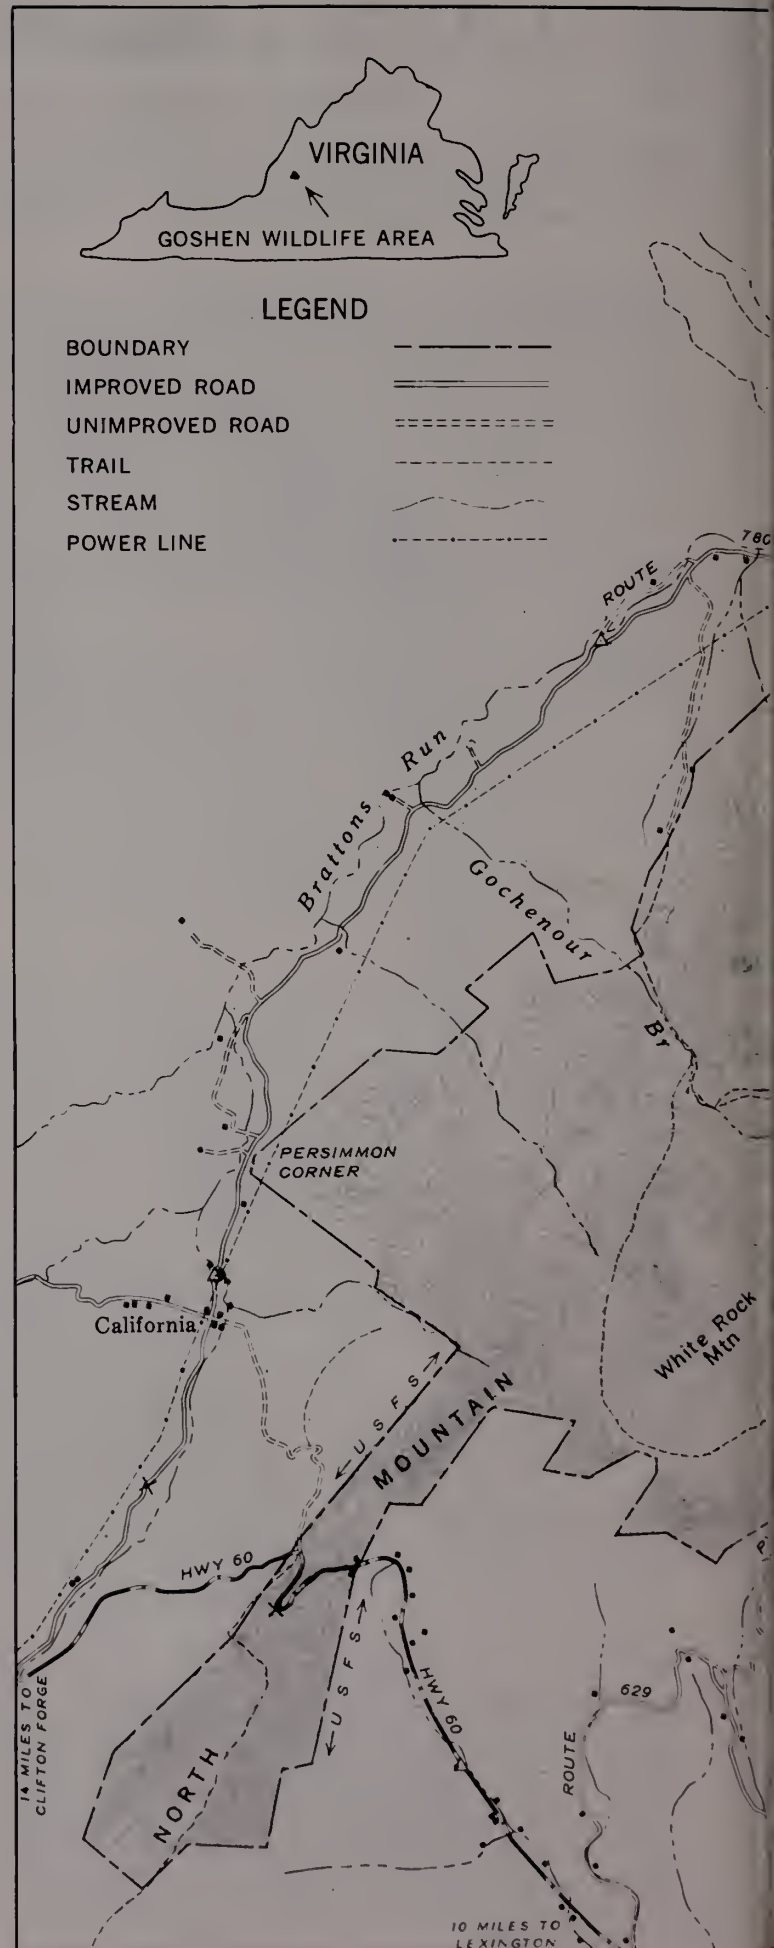 VIRGINIA
GOSHEN WILDLIFE AREA
LEGEND
BOUNDARY
IMPROVED ROAD
UNIMPROVED ROAD
TRAIL
STREAM
POWER LINE
780
ROUTE
Brattons Run
Gochenour Br
PERSIMMON
CORNER
California
White Rock
Mtn
← U S F S →
MOUNTAIN
HWY 60
← U S F S →
HWY 60
629
ROUTE
NORTH
14 MILES TO
CLIFTON FORGE
10 MILES TO
LEXINGTON